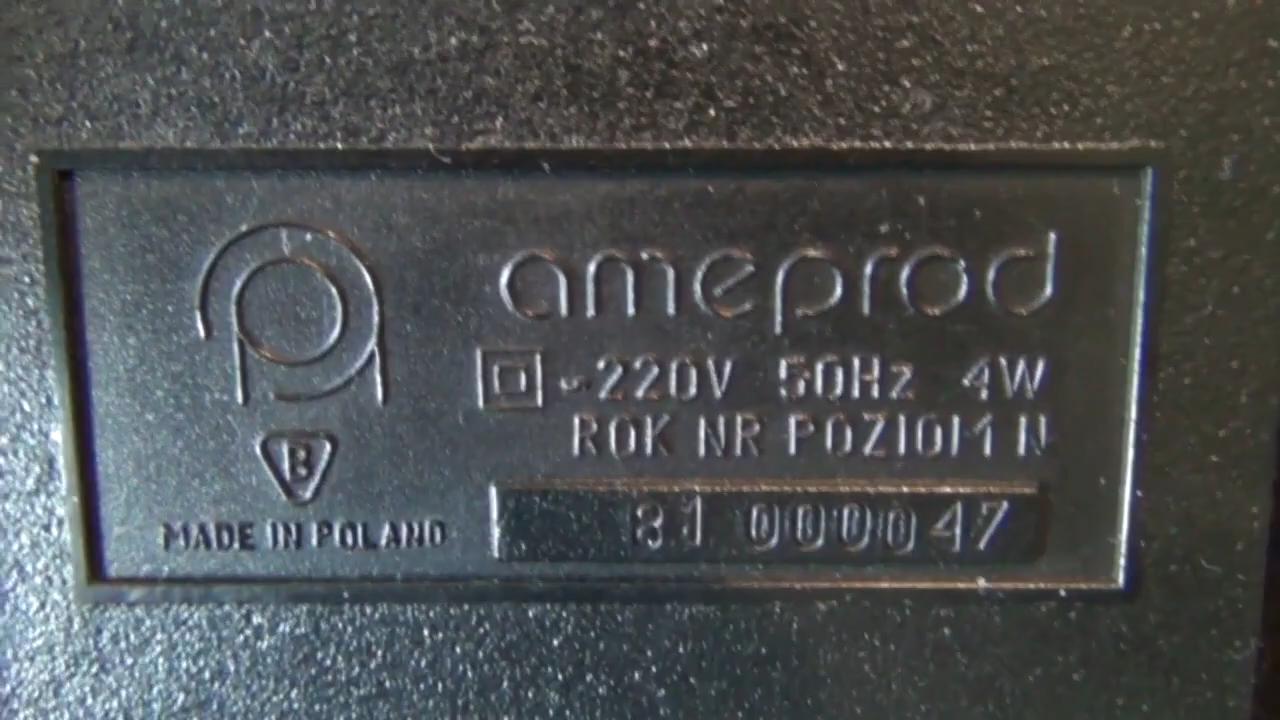 ameprod
~220V 50Hz 4W
ROK NR POZIOM N
B
MADE IN POLAND
81 000047